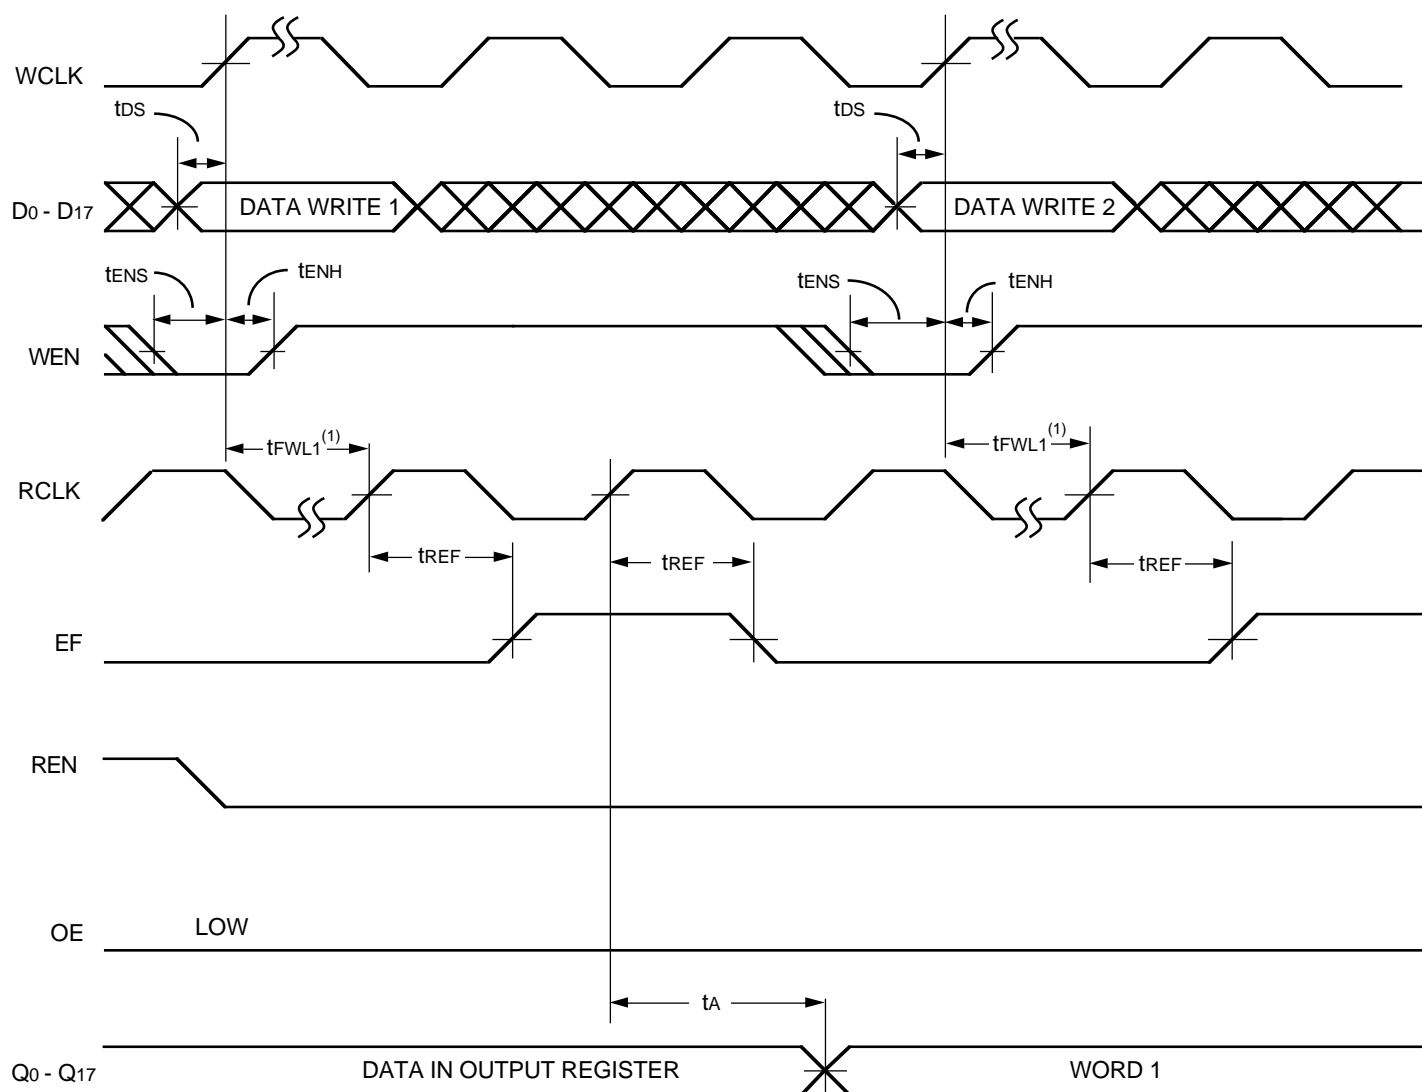 WCLK
tDS
tDS
D0 - D17
DATA WRITE 1
DATA WRITE 2
tENS
tENH
tENS
tENH
WEN
tFWL1(1)
tFWL1(1)
RCLK
tREF
tREF
tREF
EF
REN
OE
LOW
tA
Q0 - Q17
DATA IN OUTPUT REGISTER
WORD 1